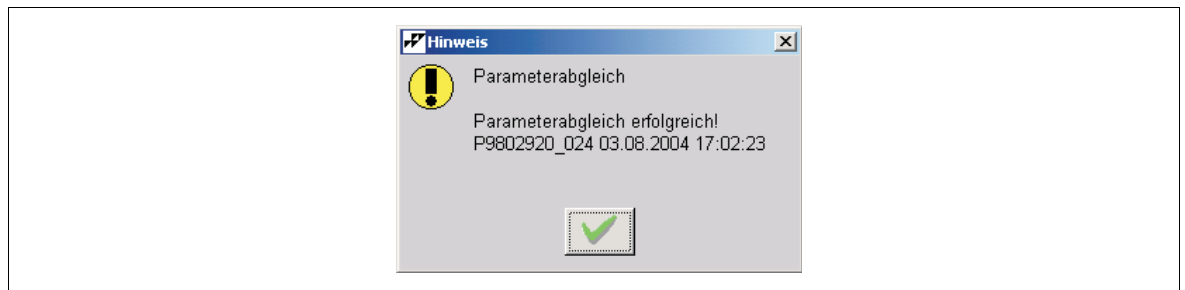 Hinweis
Parameterabgleich
Parameterabgleich erfolgreich!
P9802920_024 03.08.2004 17:02:23